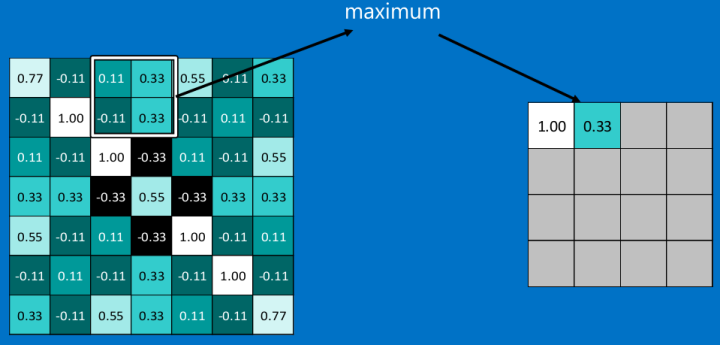 maximum
0.77 -0.11 0.11 0.33 0.55 -0.11 0.33
-0.11 1.00 -0.11 0.33 -0.11 0.11 -0.11
0.11 -0.11 1.00 -0.33 0.11 -0.11 0.55
0.33 0.33 -0.33 0.55 -0.33 0.33 0.33
0.55 -0.11 0.11 -0.33 1.00 -0.11 0.11
-0.11 0.11 -0.11 0.33 -0.11 1.00 -0.11
0.33 -0.11 0.55 0.33 0.11 -0.11 0.77
1.00 0.33